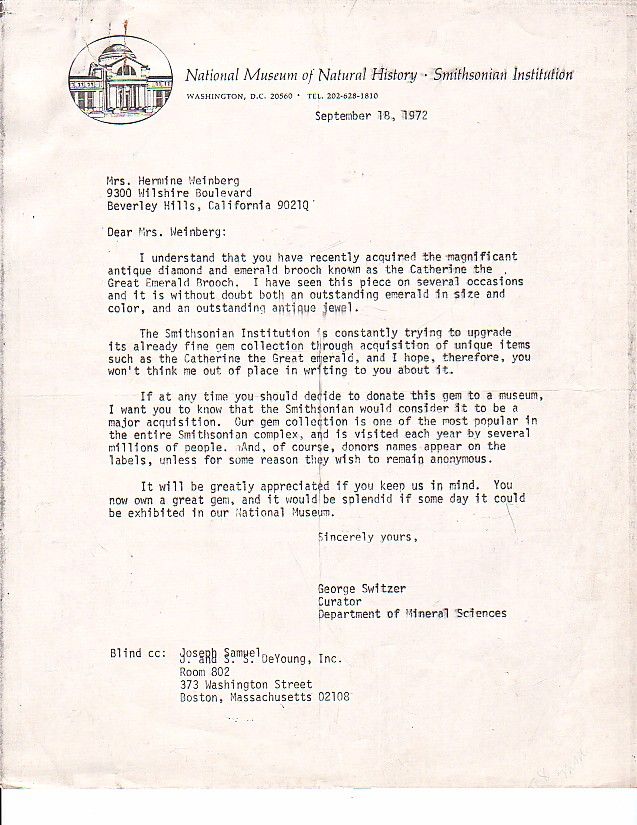 National Museum of Natural History · Smithsonian Institution
WASHINGTON, D.C. 20560 · TEL. 202-628-1810
September 18, 1972
Mrs. Hermine Weinberg
9300 Wilshire Boulevard
Beverley Hills, California 9021Q
Dear Mrs. Weinberg:
I understand that you have recently acquired the magnificant
antique diamond and emerald brooch known as the Catherine the
Great Emerald Brooch. I have seen this piece on several occasions
and it is without doubt both an outstanding emerald in size and
color, and an outstanding antique jewel.
The Smithsonian Institution is constantly trying to upgrade
its already fine gem collection through acquisition of unique items
such as the Catherine the Great emerald, and I hope, therefore, you
won't think me out of place in writing to you about it.
If at any time you should decide to donate this gem to a museum,
I want you to know that the Smithsonian would consider it to be a
major acquisition. Our gem collection is one of the most popular in
the entire Smithsonian complex, and is visited each year by several
millions of people. And, of course, donors names appear on the
labels, unless for some reason they wish to remain anonymous.
It will be greatly appreciated if you keep us in mind. You
now own a great gem, and it would be splendid if some day it could
be exhibited in our National Museum.
Sincerely yours,
George Switzer
Curator
Department of Mineral Sciences
Blind cc: Joseph Samuel
J. and S. S. DeYoung, Inc.
Room 802
373 Washington Street
Boston, Massachusetts 02108